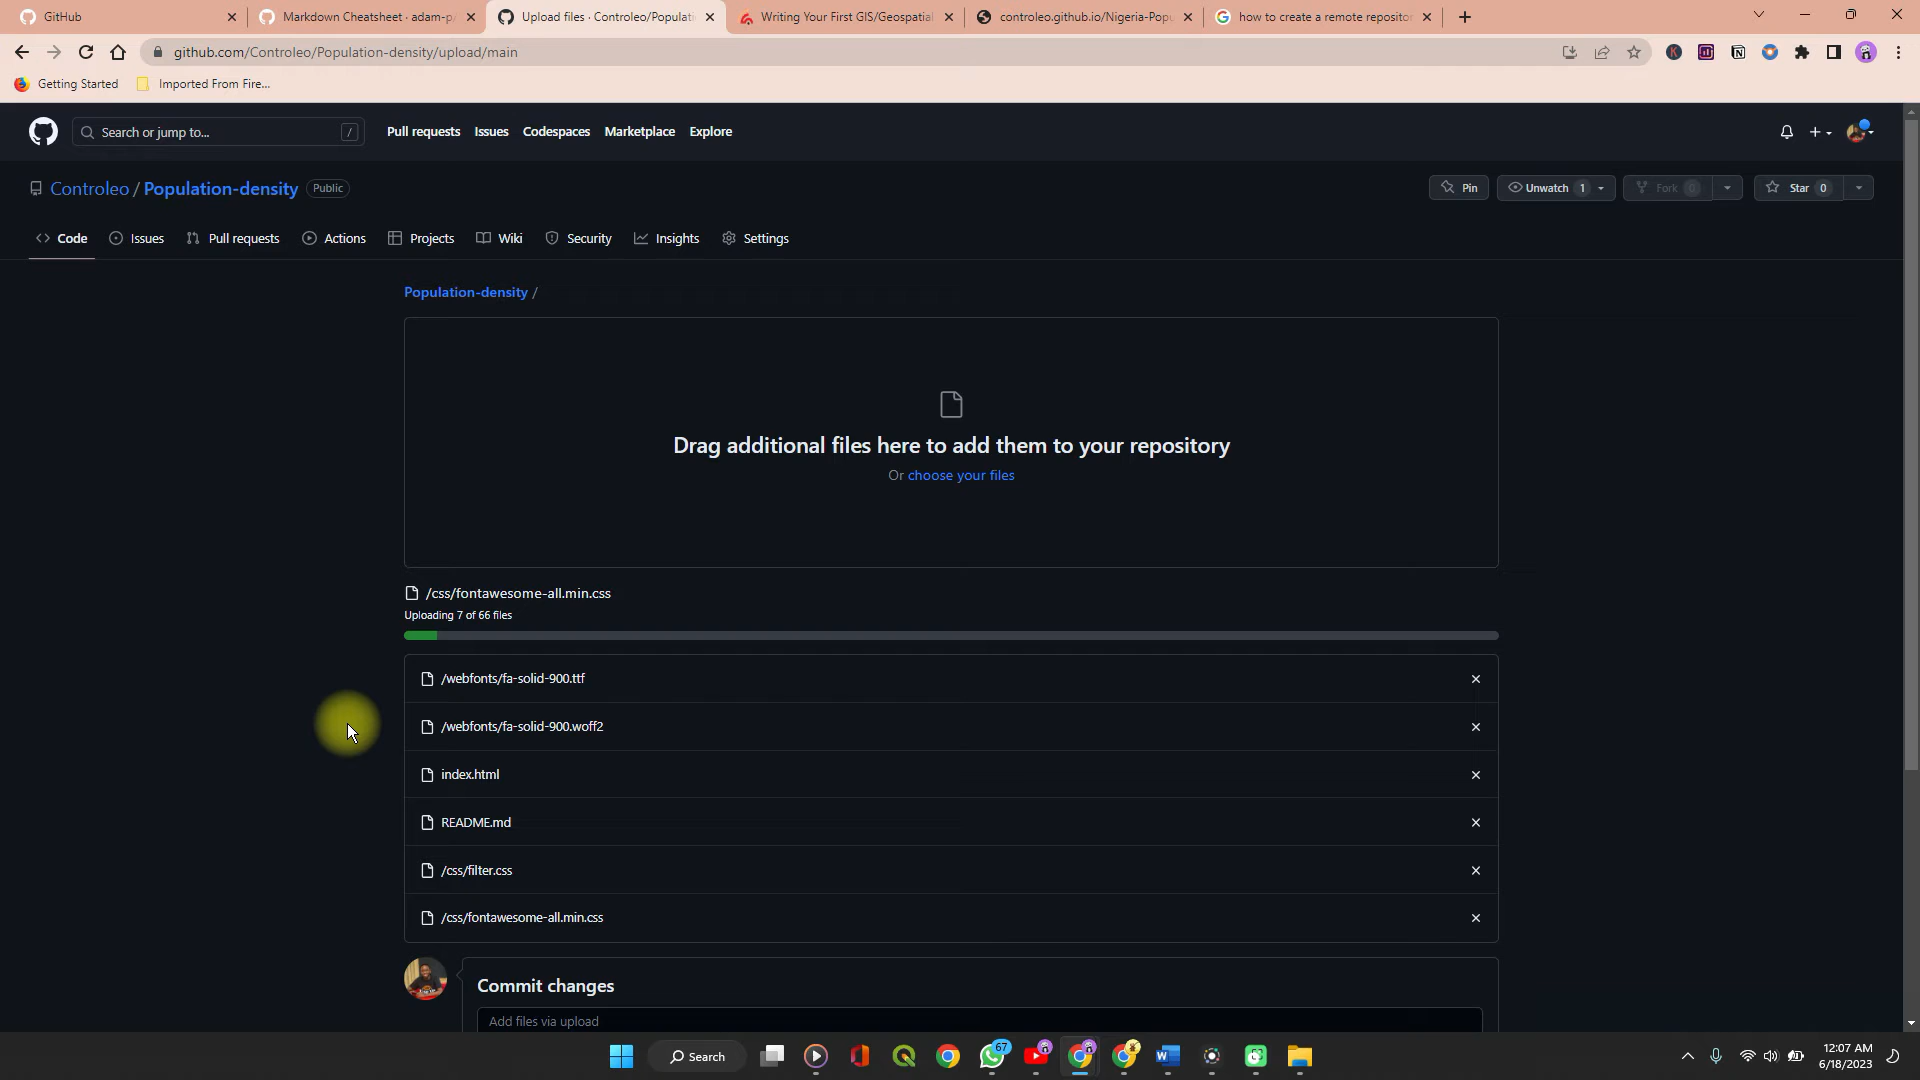 GitHub
Markdown Cheatsheet · adam-p/
Upload files · Controleo/Populati
Writing Your First GIS/Geospatial
controleo.github.io/Nigeria-Popu
how to create a remote repositor
github.com/Controleo/Population-density/upload/main
Getting Started
Imported From Fire...
Search or jump to...
/
Pull requests
Issues
Codespaces
Marketplace
Explore
Controleo / Population-density
Public
Pin
Unwatch 1
Fork 0
Star 0
Code
Issues
Pull requests
Actions
Projects
Wiki
Security
Insights
Settings
Population-density /
Drag additional files here to add them to your repository
Or choose your files
/css/fontawesome-all.min.css
Uploading 7 of 66 files
/webfonts/fa-solid-900.ttf
/webfonts/fa-solid-900.woff2
index.html
README.md
/css/filter.css
/css/fontawesome-all.min.css
Commit changes
Add files via upload
Search
67
12:07 AM
6/18/2023